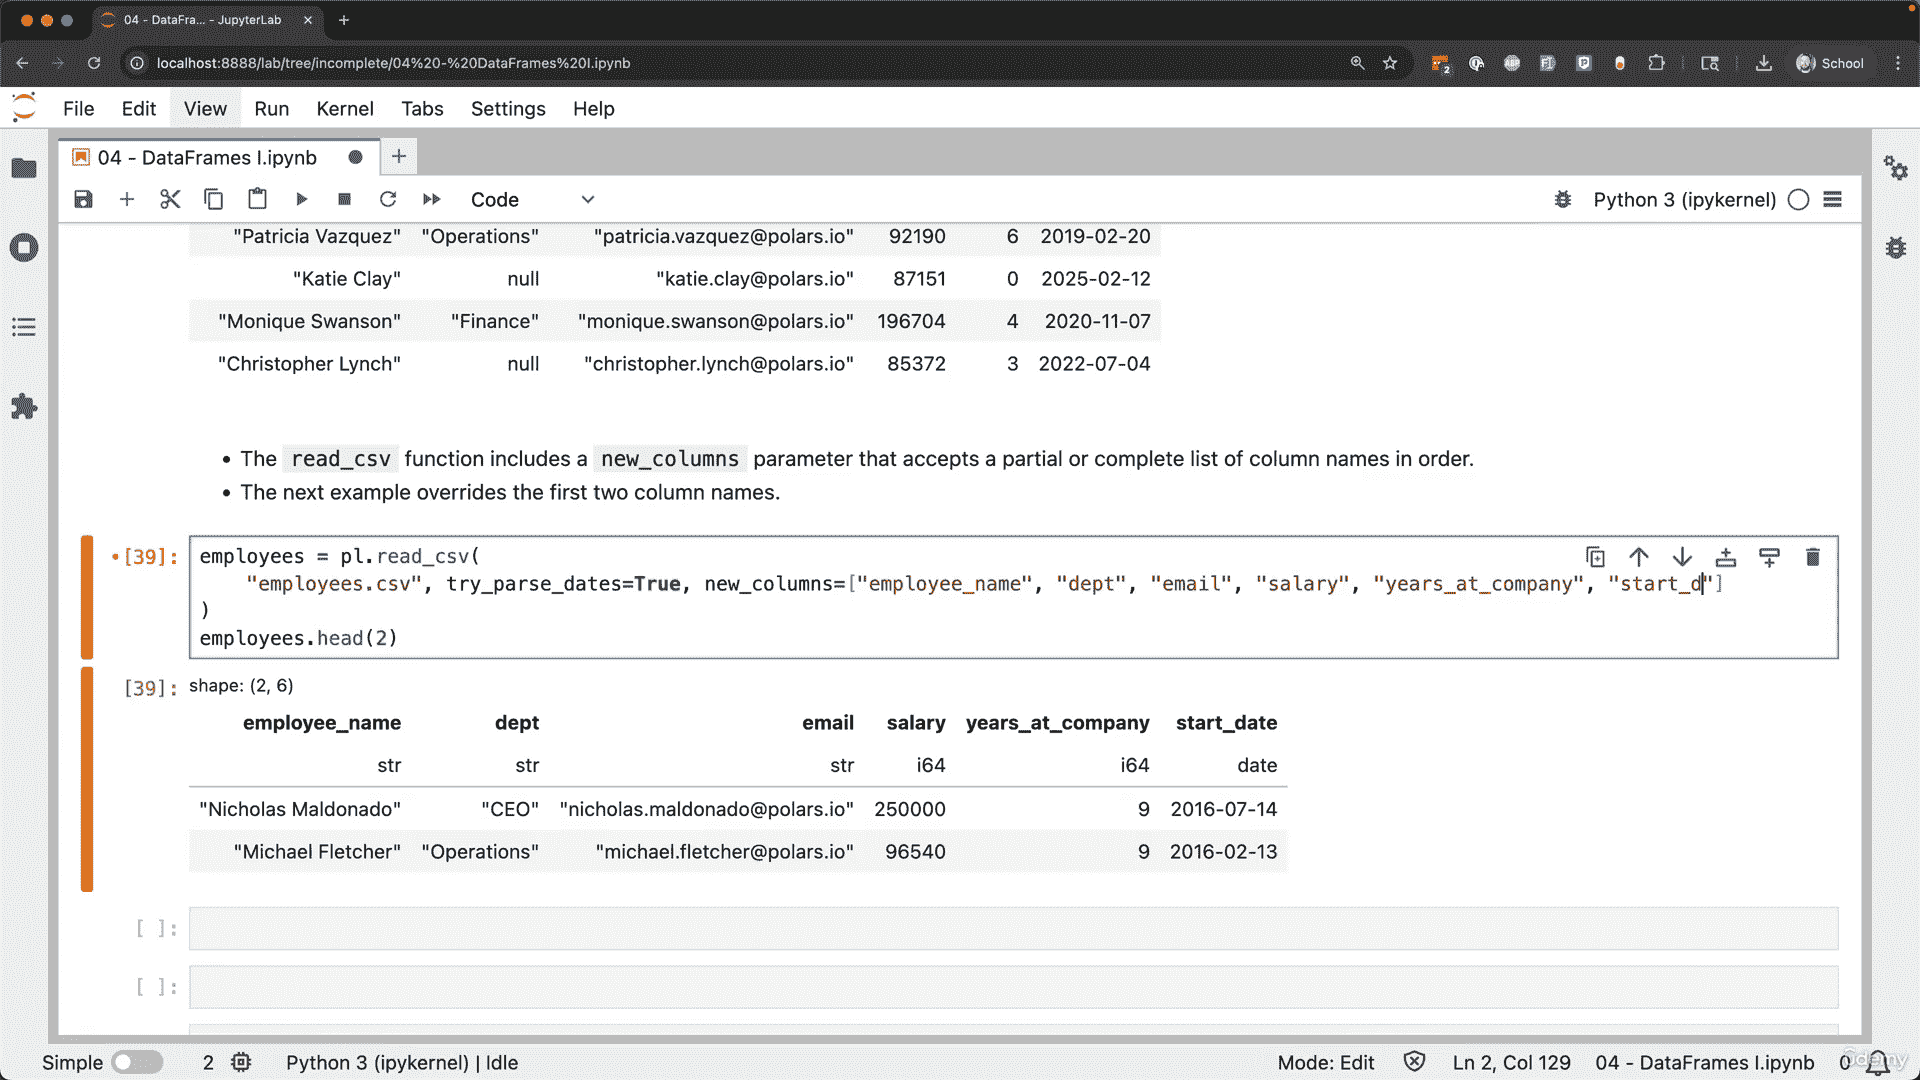 04 - DataFra... - JupyterLab
localhost:8888/lab/tree/incomplete/04%20-%20DataFrames%20I.ipynb
2
School
File Edit View Run Kernel Tabs Settings Help
04 - DataFrames I.ipynb
Code
Python 3 (ipykernel)
"Patricia Vazquez" "Operations" "patricia.vazquez@polars.io" 92190 6 2019-02-20
"Katie Clay" null "katie.clay@polars.io" 87151 0 2025-02-12
"Monique Swanson" "Finance" "monique.swanson@polars.io" 196704 4 2020-11-07
"Christopher Lynch" null "christopher.lynch@polars.io" 85372 3 2022-07-04
• The read_csv function includes a new_columns parameter that accepts a partial or complete list of column names in order.
• The next example overrides the first two column names.
[39]: employees = pl.read_csv(
"employees.csv", try_parse_dates=True, new_columns=["employee_name", "dept", "email", "salary", "years_at_company", "start_d"]
)
employees.head(2)
[39]: shape: (2, 6)
employee_name dept email salary years_at_company start_date
str str str i64 i64 date
"Nicholas Maldonado" "CEO" "nicholas.maldonado@polars.io" 250000 9 2016-07-14
"Michael Fletcher" "Operations" "michael.fletcher@polars.io" 96540 9 2016-02-13
[ ]:
[ ]:
Simple 2 Python 3 (ipykernel) | Idle Mode: Edit Ln 2, Col 129 04 - DataFrames I.ipynb 0
udemy